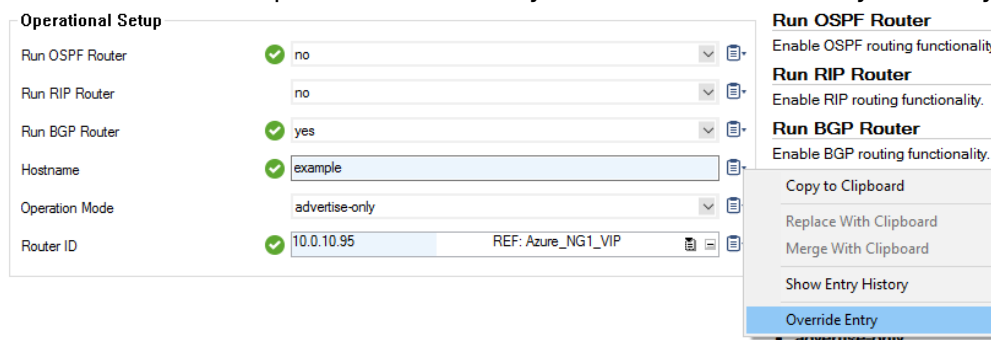 Operational Setup
Run OSPF Router
no
Run RIP Router
no
Run BGP Router
yes
Hostname
example
Operation Mode
advertise-only
Router ID
10.0.10.95
REF: Azure_NG1_VIP
Run OSPF Router
Enable OSPF routing functionality
Run RIP Router
Enable RIP routing functionality.
Run BGP Router
Enable BGP routing functionality.
Copy to Clipboard
Replace With Clipboard
Merge With Clipboard
Show Entry History
Override Entry